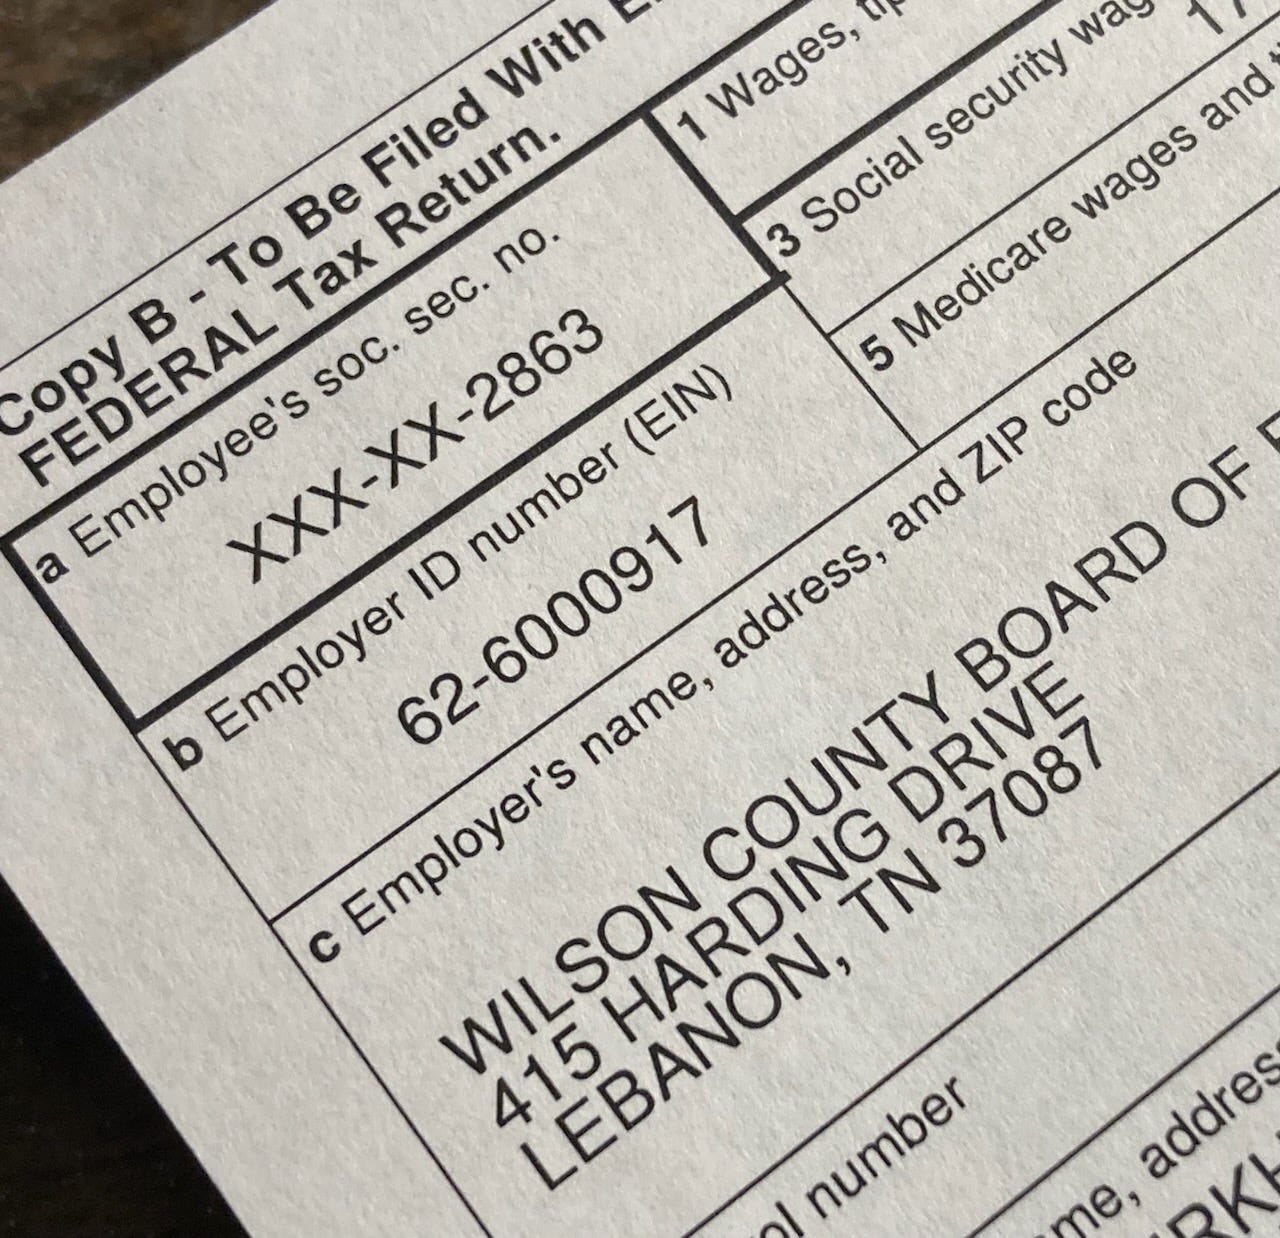 Copy B - To Be Filed With
FEDERAL Tax Return.
a Employee's soc. sec. no.
XXX-XX-2863
1 Wages,
3 Social security
5 Medicare wages and
b Employer ID number (EIN)
62-6000917
c Employer's name, address, and ZIP code
WILSON COUNTY BOARD OF
415 HARDING DRIVE
LEBANON, TN 37087
number
address